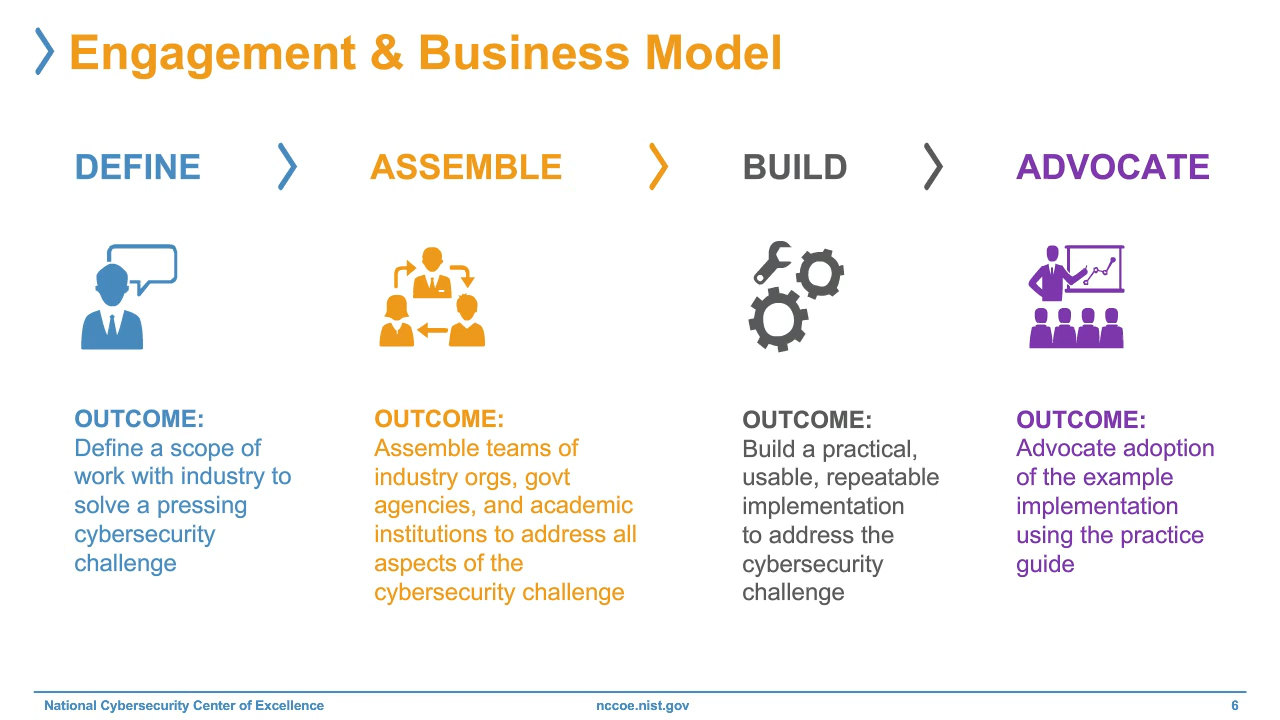 Engagement & Business Model
DEFINE
ASSEMBLE
BUILD
ADVOCATE
OUTCOME:
Define a scope of
work with industry to
solve a pressing
cybersecurity
challenge
OUTCOME:
Assemble teams of
industry orgs, govt
agencies, and academic
institutions to address all
aspects of the
cybersecurity challenge
OUTCOME:
Build a practical,
usable, repeatable
implementation
to address the
cybersecurity
challenge
OUTCOME:
Advocate adoption
of the example
implementation
using the practice
guide
National Cybersecurity Center of Excellence
nccoe.nist.gov
6